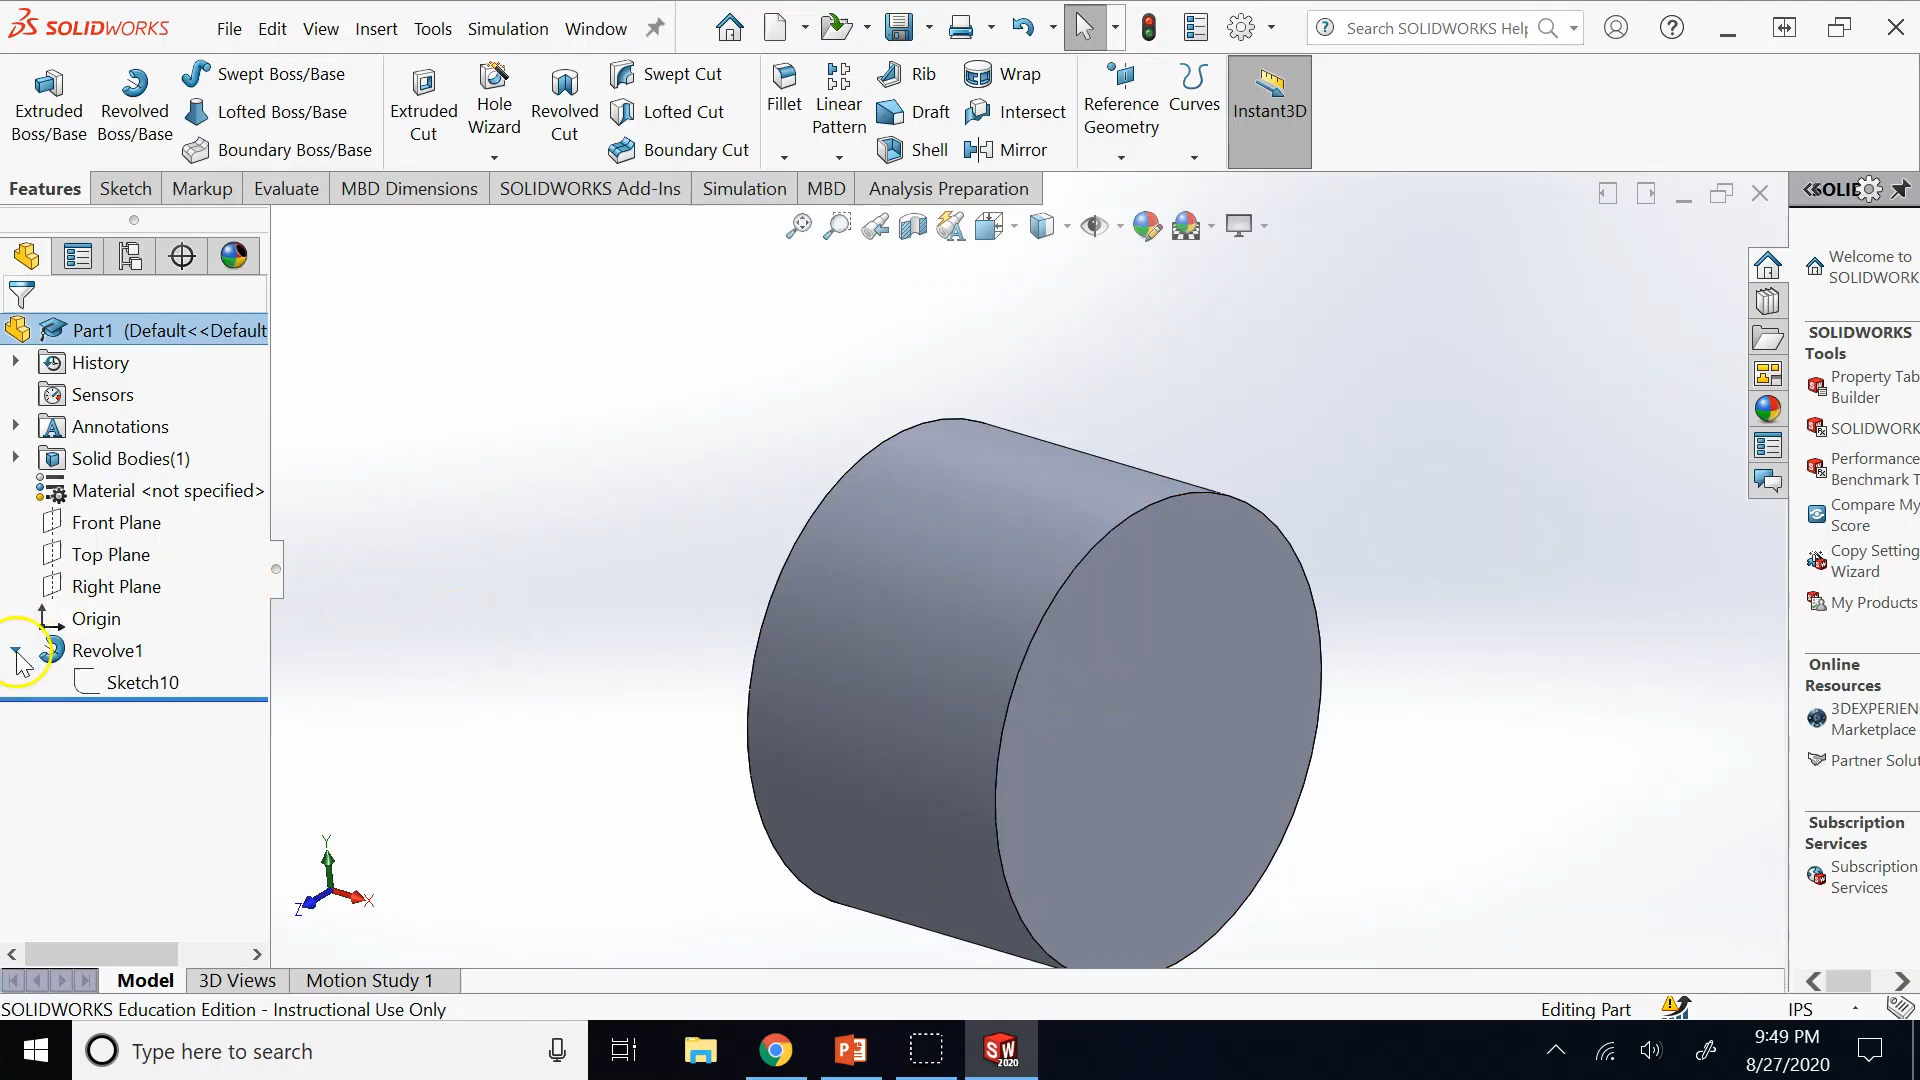 SOLIDWORKS File Edit View Insert Tools Simulation Window Search SOLIDWORKS Help
Extruded Boss/Base
Revolved Boss/Base
Swept Boss/Base
Lofted Boss/Base
Boundary Boss/Base
Extruded Cut
Hole Wizard
Revolved Cut
Swept Cut
Lofted Cut
Boundary Cut
Fillet
Linear Pattern
Rib
Draft
Shell
Wrap
Intersect
Mirror
Reference Geometry
Curves
Instant3D
Features Sketch Markup Evaluate MBD Dimensions SOLIDWORKS Add-Ins Simulation MBD Analysis Preparation
Part1 (Default<<Default
History
Sensors
Annotations
Solid Bodies(1)
Material <not specified>
Front Plane
Top Plane
Right Plane
Origin
Revolve1
Sketch10
Y
Z
X
SOLID
Welcome to
SOLIDWORK
SOLIDWORKS
Tools
Property Tab
Builder
SOLIDWORK
Performance
Benchmark T
Compare My
Score
Copy Setting
Wizard
My Products
Online
Resources
3DEXPERIEN
Marketplace
Partner Solut
Subscription
Services
Subscription
Services
Model 3D Views Motion Study 1
SOLIDWORKS Education Edition - Instructional Use Only Editing Part IPS
Type here to search
SW
2020
9:49 PM
8/27/2020